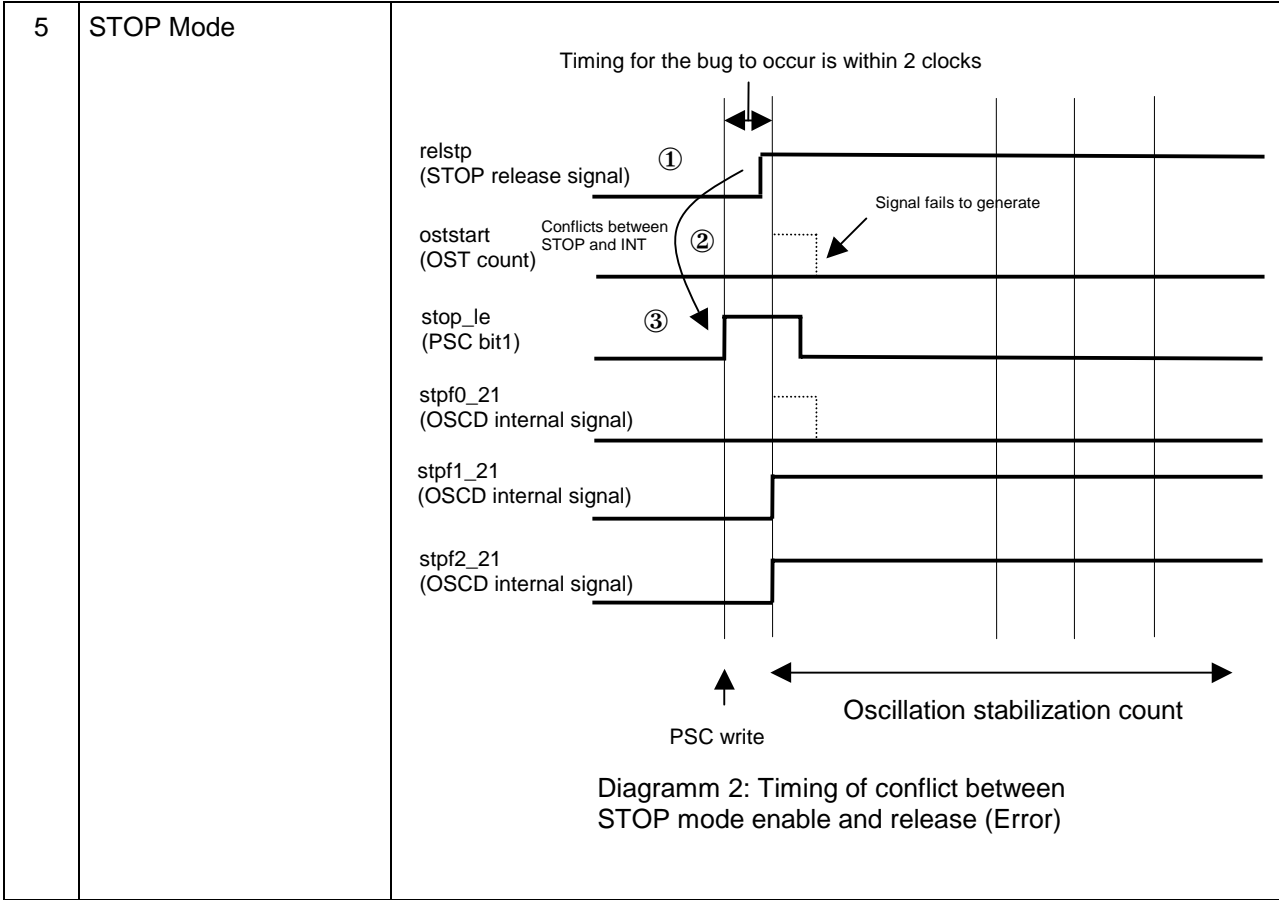 5 STOP Mode
Timing for the bug to occur is within 2 clocks
relstp
(STOP release signal)
①
Signal fails to generate
oststart
(OST count)
Conflicts between
STOP and INT
②
stop_le
(PSC bit1)
③
stpf0_21
(OSCD internal signal)
stpf1_21
(OSCD internal signal)
stpf2_21
(OSCD internal signal)
Oscillation stabilization count
PSC write
Diagramm 2: Timing of conflict between
STOP mode enable and release (Error)